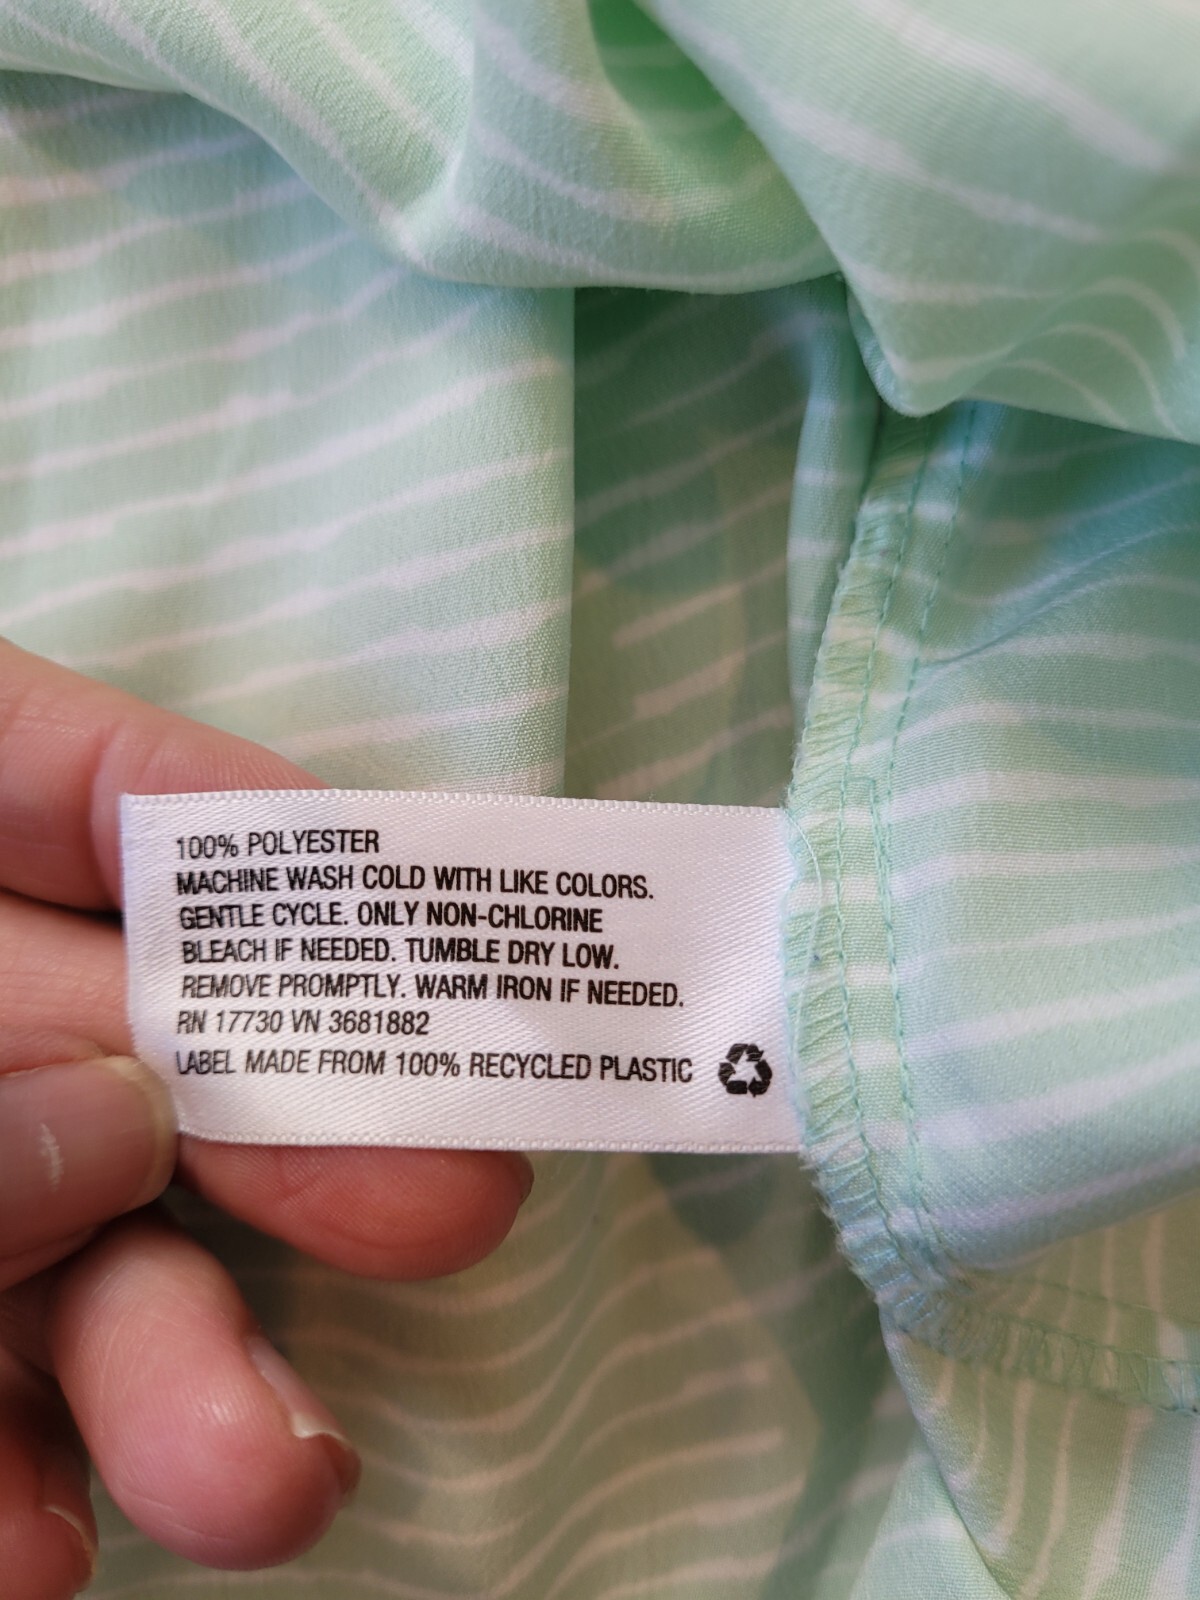 100% POLYESTER
MACHINE WASH COLD WITH LIKE COLORS.
GENTLE CYCLE. ONLY NON-CHLORINE
BLEACH IF NEEDED. TUMBLE DRY LOW.
REMOVE PROMPTLY. WARM IRON IF NEEDED.
RN 17730 VN 3681882
LABEL MADE FROM 100% RECYCLED PLASTIC